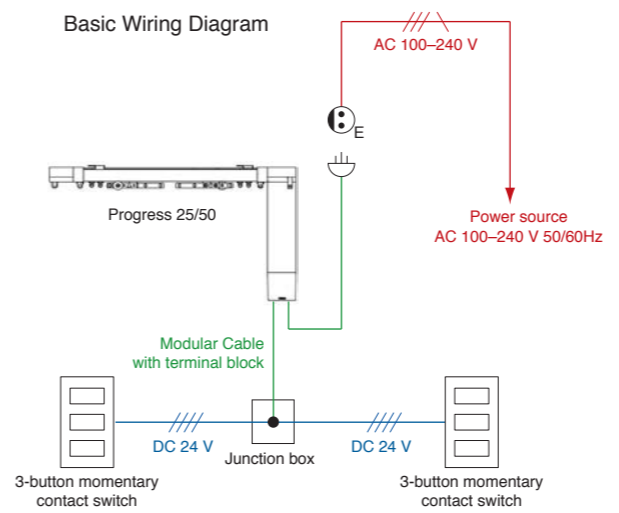 Basic Wiring Diagram
AC 100–240 V
E
Progress 25/50
Power source
AC 100–240 V 50/60Hz
Modular Cable
with terminal block
DC 24 V
DC 24 V
Junction box
3-button momentary
contact switch
3-button momentary
contact switch